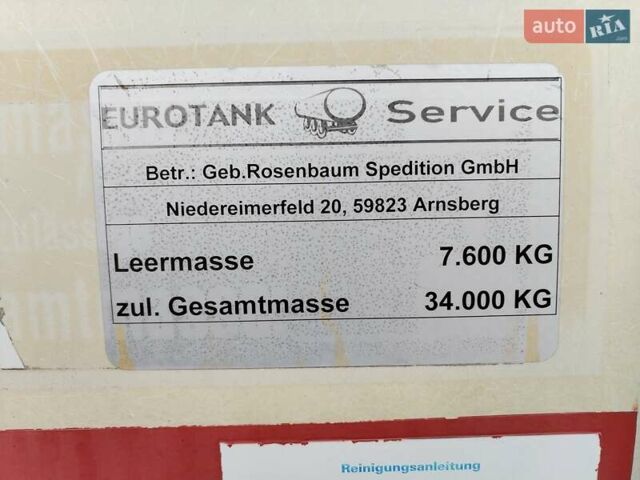 auto RIA.com
EUROTANK Service
Betr.: Geb.Rosenbaum Spedition GmbH
Niedereimerfeld 20, 59823 Arnsberg
Leermasse 7.600 KG
zul. Gesamtmasse 34.000 KG
Reinigungsanleitung